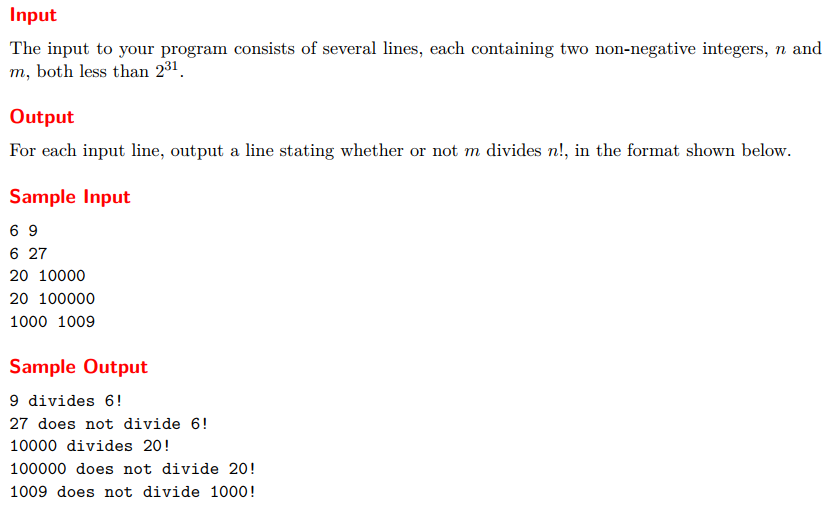 Input
The input to your program consists of several lines, each containing two non-negative integers, n and
m, both less than 2^31.
Output
For each input line, output a line stating whether or not m divides n!, in the format shown below.
Sample Input
6 9
6 27
20 10000
20 100000
1000 1009
Sample Output
9 divides 6!
27 does not divide 6!
10000 divides 20!
100000 does not divide 20!
1009 does not divide 1000!